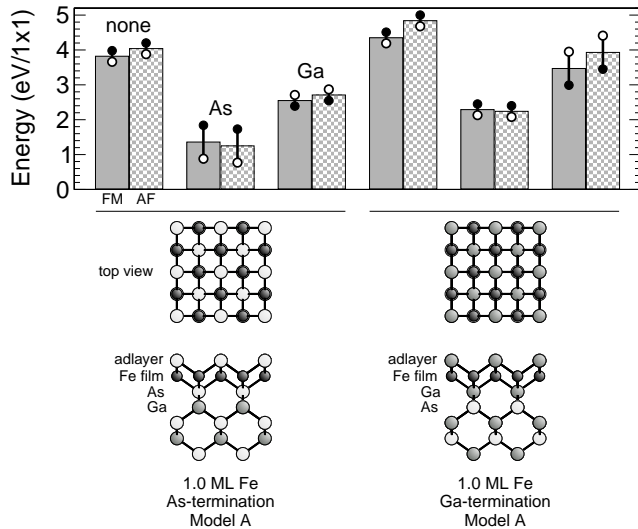 Energy (eV/1x1)
5
4
3
2
1
0
none
As
Ga
FM AF
top view
adlayer
Fe film
As
Ga
adlayer
Fe film
Ga
As
1.0 ML Fe
As-termination
Model A
1.0 ML Fe
Ga-termination
Model A